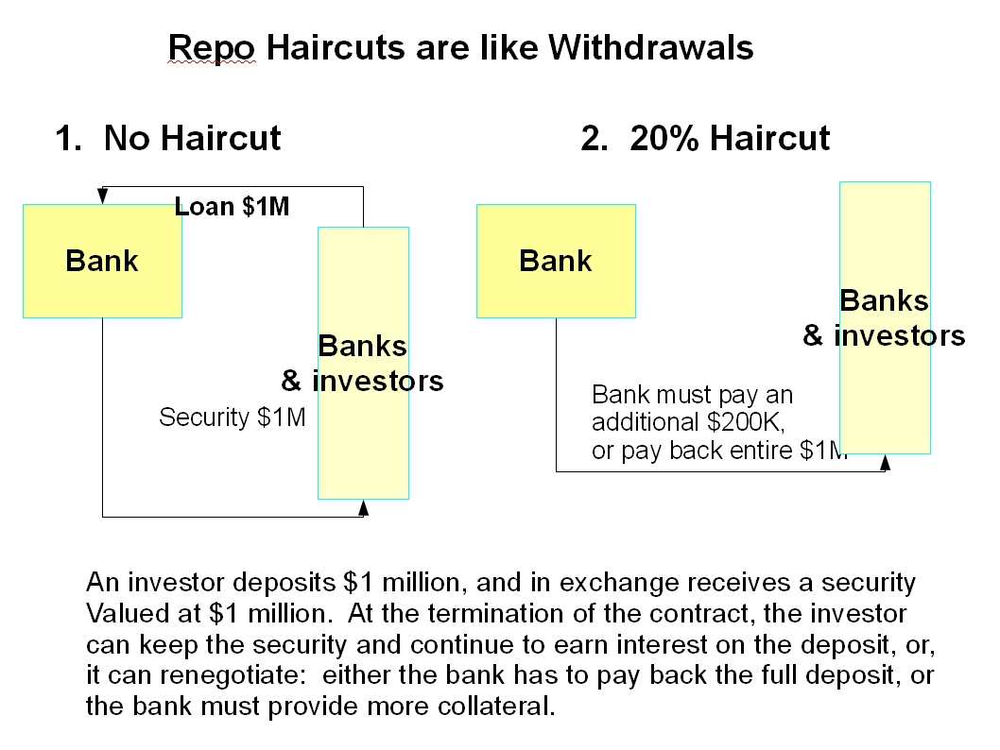 Repo Haircuts are like Withdrawals
1.  No Haircut
Loan $1M
Bank
Banks
& investors
Security $1M
2.  20% Haircut
Bank
Banks
& investors
Bank must pay an
additional $200K,
or pay back entire $1M
An investor deposits $1 million, and in exchange receives a security
Valued at $1 million.  At the termination of the contract, the investor
can keep the security and continue to earn interest on the deposit, or,
it can renegotiate:  either the bank has to pay back the full deposit, or
the bank must provide more collateral.